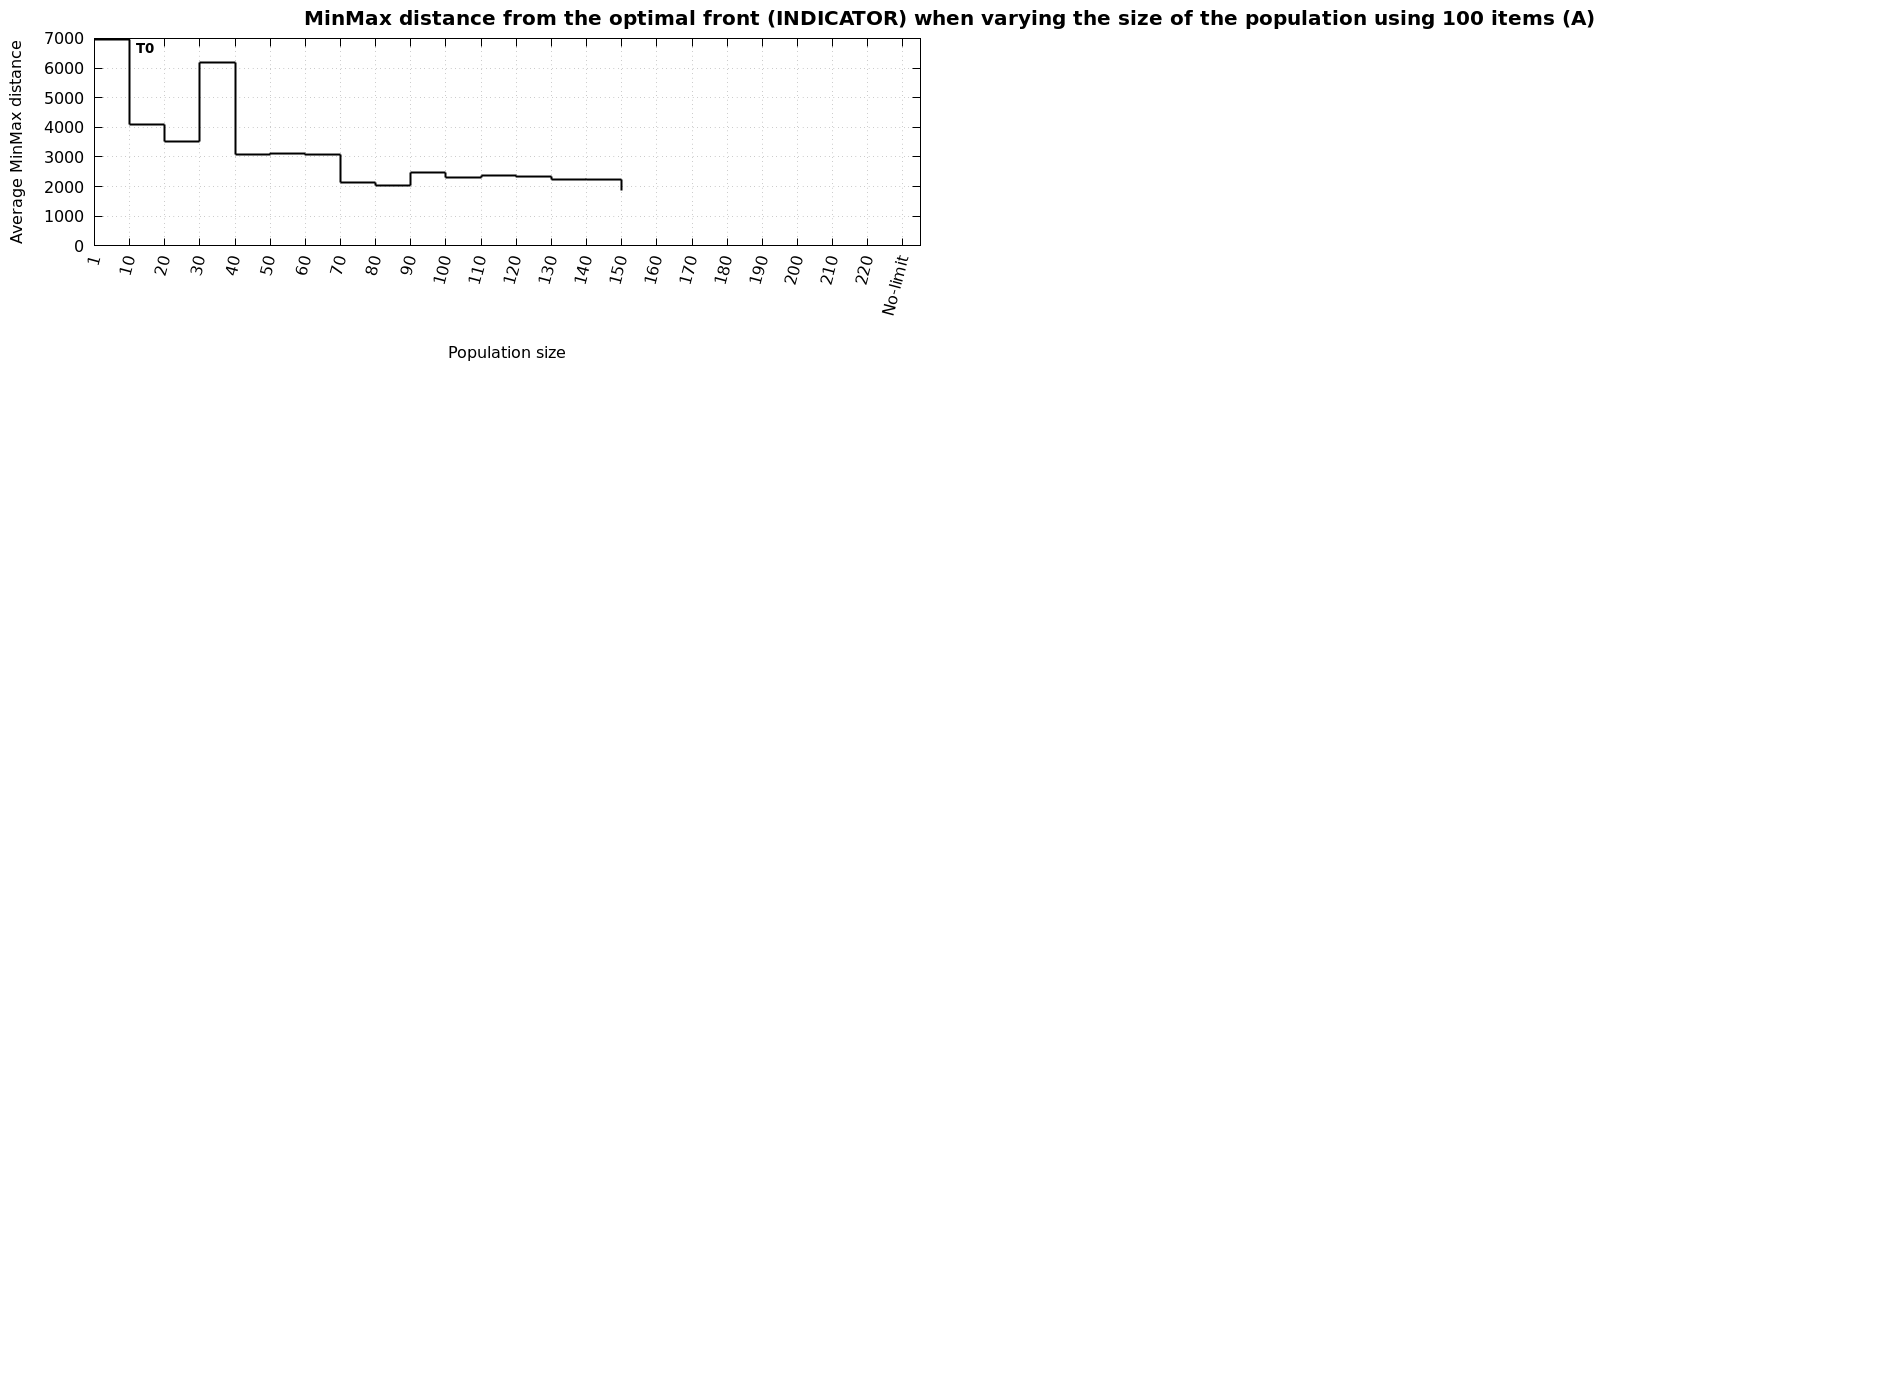 MinMax distance from the optimal front (INDICATOR) when varying the size of the population using 100 items (A)
Average MinMax distance
7000
6000
5000
4000
3000
2000
1000
0
T0
1 10 20 30 40 50 60 70 80 90 100 110 120 130 140 150 160 170 180 190 200 210 220 No-limit
Population size